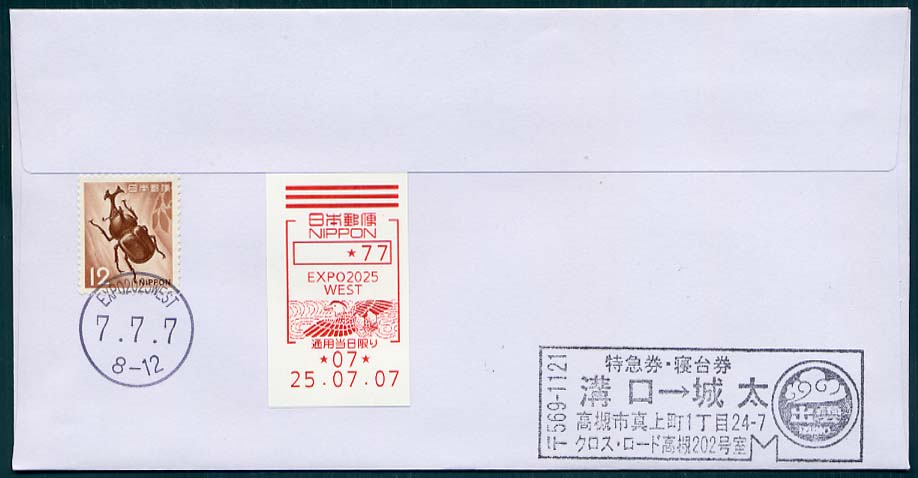 日本郵便
12
NIPPON
EXPO2025WEST
7.7.7
8-12
日本郵便
NIPPON
★77
EXPO2025
WEST
通用当日限り
★07★
25.07.07
〒569-1121
特急券・寝台券
溝口→城太
高槻市真上町1丁目24-7
クロス・ロード高槻202号室
出雲
IZUMO
M